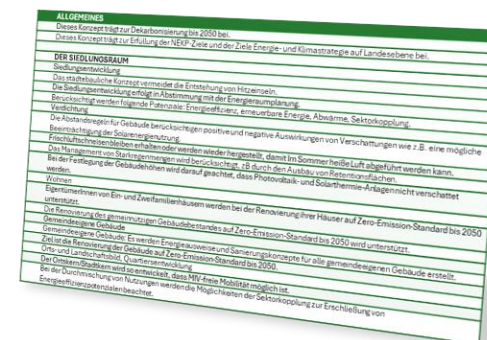 ALLGEMEINES
Dieses Konzept trägt zur Dekarbonisierung bis 2050 bei.
Dieses Konzept trägt zur Erfüllung der NEKP-Ziele und der Ziele Energie- und Klimastrategie auf Landesebene bei.
DER SIEDLUNGSRAUM
Siedlungsentwicklung
Das städtebauliche Konzept vermeidet die Entstehung von Hitzeinseln.
Die Siedlungsentwicklung erfolgt in Abstimmung mit der Energieraumplanung.
Berücksichtigt werden folgende Potenziale: Energieeffizienz, erneuerbare Energie, Abwärme, Sektorkopplung.
Verdichtung
Die Abstandsregeln für Gebäude berücksichtigen positive und negative Auswirkungen von Verschattungen wie z.B. eine mögliche
Beeinträchtigung der Solarenergienutzung.
Frischluftschneisen bleiben erhalten oder werden wieder hergestellt, damit im Sommer heiße Luft abgeführt werden kann.
Das Management von Starkregenmengen wird berücksichtigt, zB durch den Ausbau von Retentionsflächen.
Bei der Festlegung der Gebäudehöhen wird darauf geachtet, dass Photovoltaik- und Solarthermie-Anlagen nicht verschattet
werden.
Wohnen
EigentümerInnen von Ein- und Zweifamilienhäusern werden bei der Renovierung ihrer Häuser auf Zero-Emission-Standard bis 2050
unterstützt.
Die Renovierung des gemeinnützigen Gebäudebestandes auf Zero-Emission-Standard bis 2050 wird unterstützt.
Gemeindeeigene Gebäude
Gemeindeeigene Gebäude: Es werden Energieausweise und Sanierungskonzepte für alle gemeindeeigenen Gebäude erstellt.
Ziel ist die Renovierung der Gebäude auf Zero-Emission-Standard bis 2050.
Orts- und Landschaftsbild, Quartiersentwicklung
Der Ortskern/Stadtkern wird so entwickelt, dass MIV-freie Mobilität möglich ist.
Bei der Durchmischung von Nutzungen werden die Möglichkeiten der Sektorkopplung zur Erschließung von
Energieeffizienzpotenzialen beachtet.